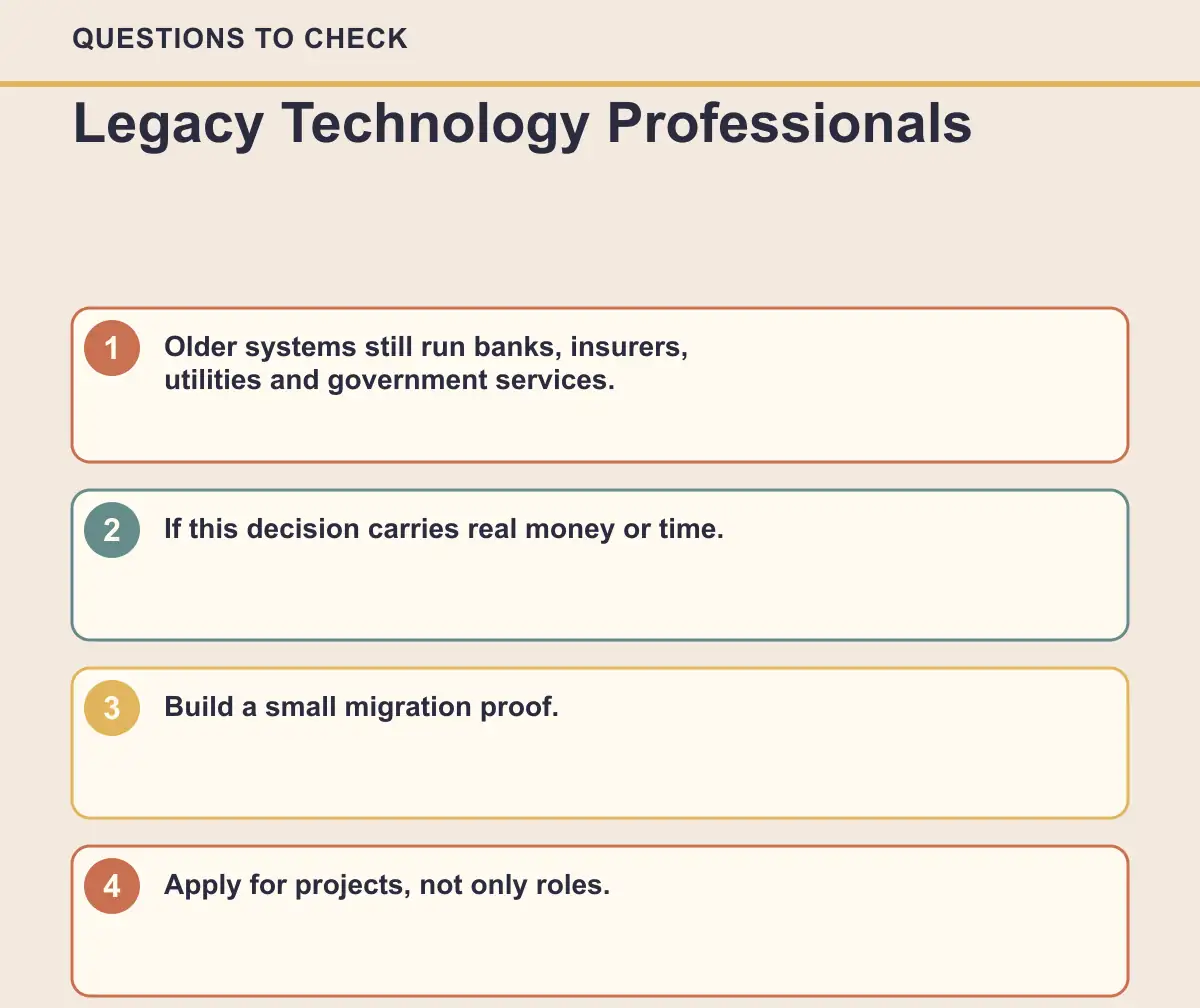 QUESTIONS TO CHECK
Legacy Technology Professionals
1
Older systems still run banks, insurers,
utilities and government services.
2
If this decision carries real money or time.
3
Build a small migration proof.
4
Apply for projects, not only roles.